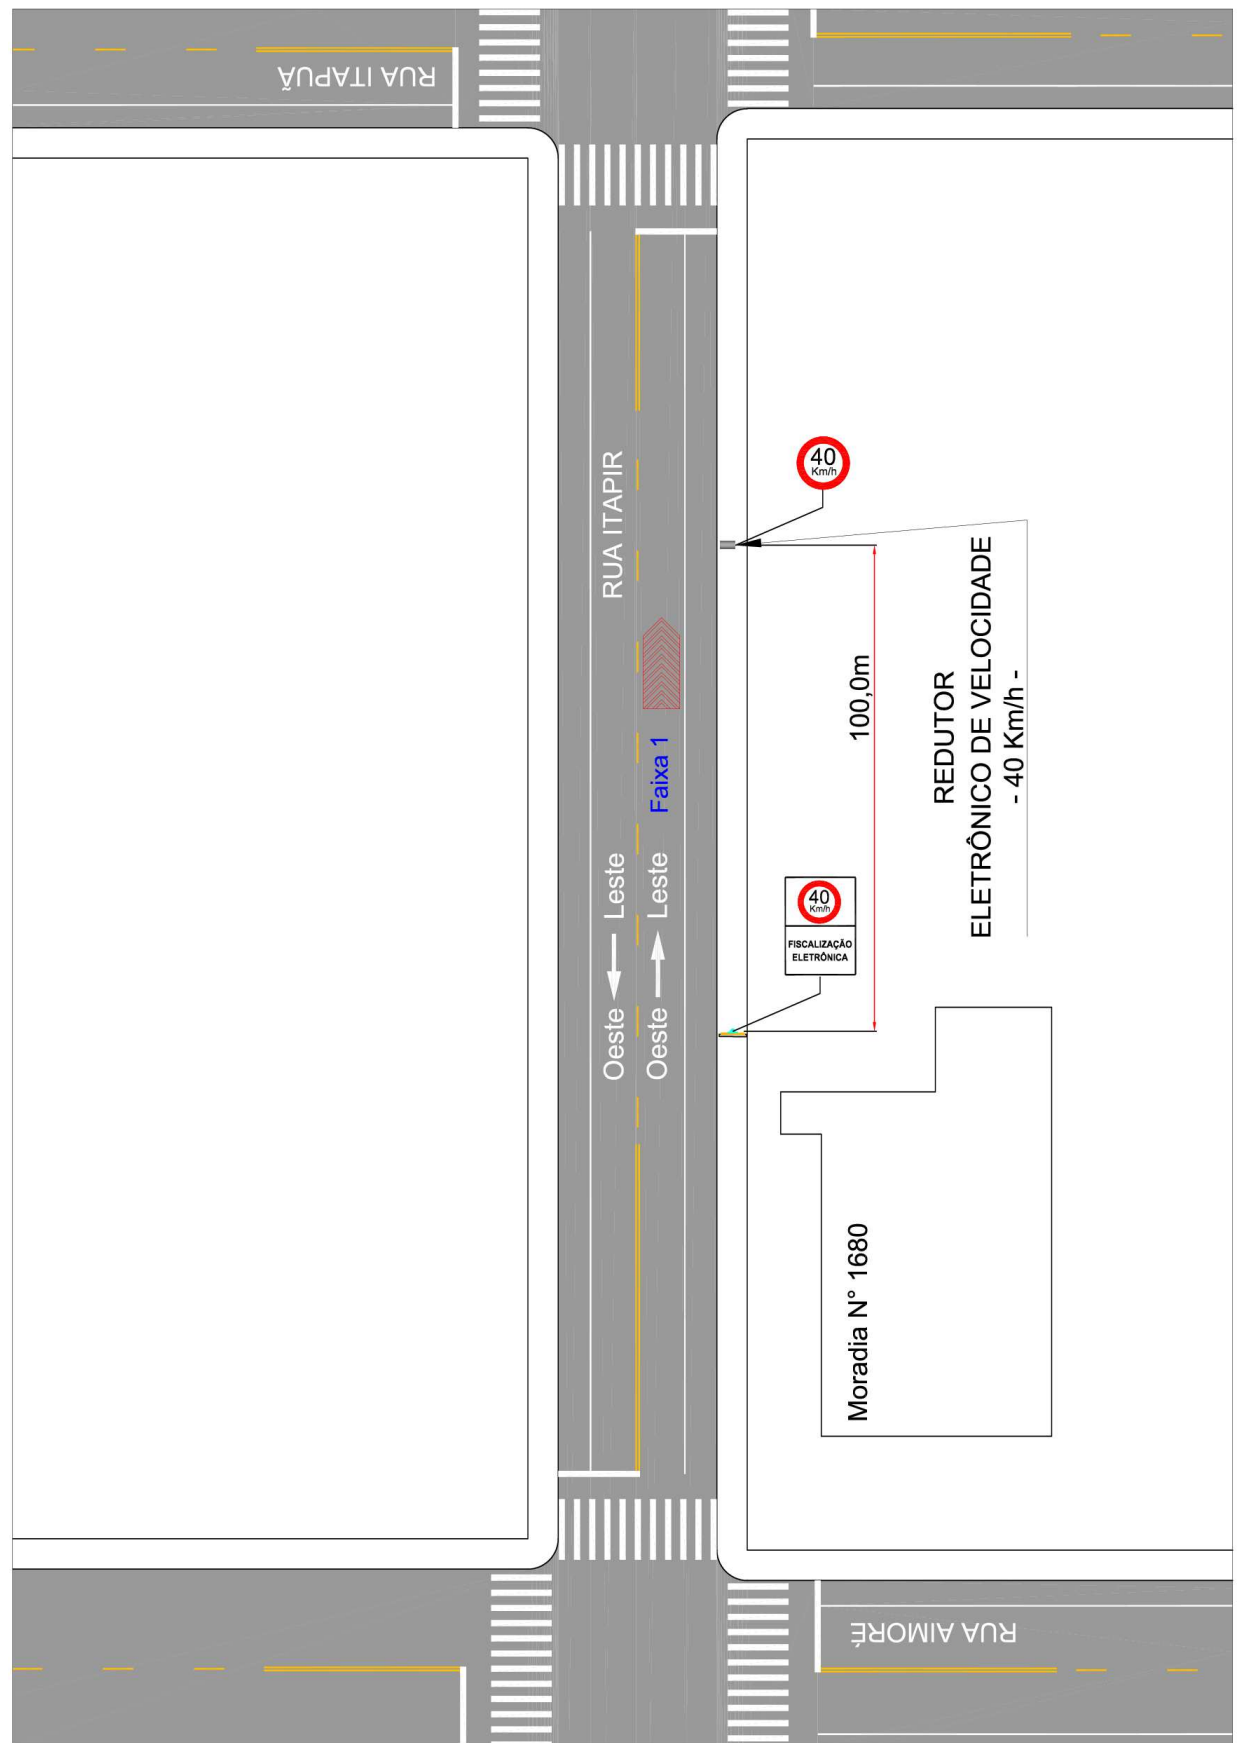 RUA ITAPUÃ
RUA ITAPIR
40
Km/h
100,0m
REDUTOR
ELETRÔNICO DE VELOCIDADE
- 40 Km/h -
Faixa 1
Oeste Leste
Oeste Leste
40
Km/h
FISCALIZAÇÃO
ELETRÔNICA
Moradia N° 1680
RUA AIMORÉ